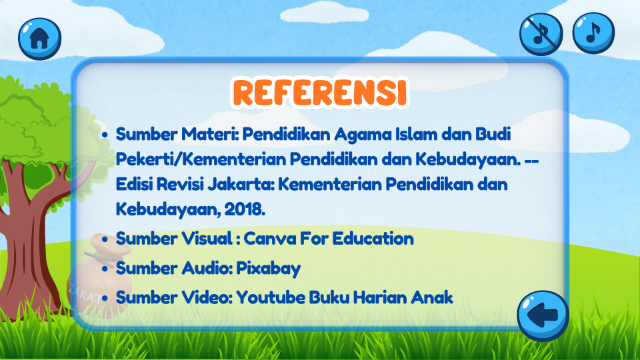 REFERENSI
• Sumber Materi: Pendidikan Agama Islam dan Budi
Pekerti/Kementerian Pendidikan dan Kebudayaan. --
Edisi Revisi Jakarta: Kementerian Pendidikan dan
Kebudayaan, 2018.
• Sumber Visual : Canva For Education
• Sumber Audio: Pixabay
• Sumber Video: Youtube Buku Harian Anak
ZAKAT